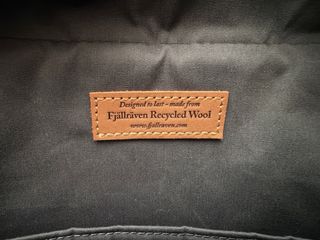 Designed to last - made from
Fjällräven Recycled Wool
www.fjallraven.com